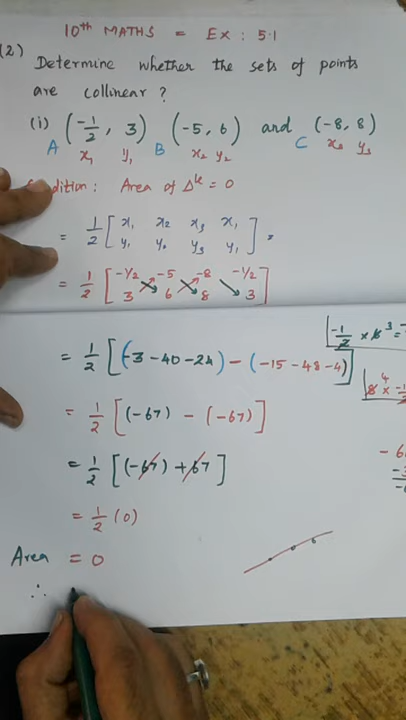 10th MATHS = Ex : 5.1
(2)
Determine whether the sets of points
are collinear ?
(i) (-1/2, 3) (-5, 6) and (-8, 8)
A x₁ y₁ B x₂ y₂ C x₃ y₃
Condition: Area of Δle = 0
= 1/2 [x₁ x₂ x₃ x₁
y₁ y₂ y₃ y₁]
= 1/2 [-1/2 -5 -8 -1/2
3 6 8 3]
= 1/2 [(-3 - 40 - 24) - (-15 - 48 - 4)]
= 1/2 [(-67) - (-67)]
= 1/2 [(-67) + 67]
= 1/2 (0)
Area = 0
∴